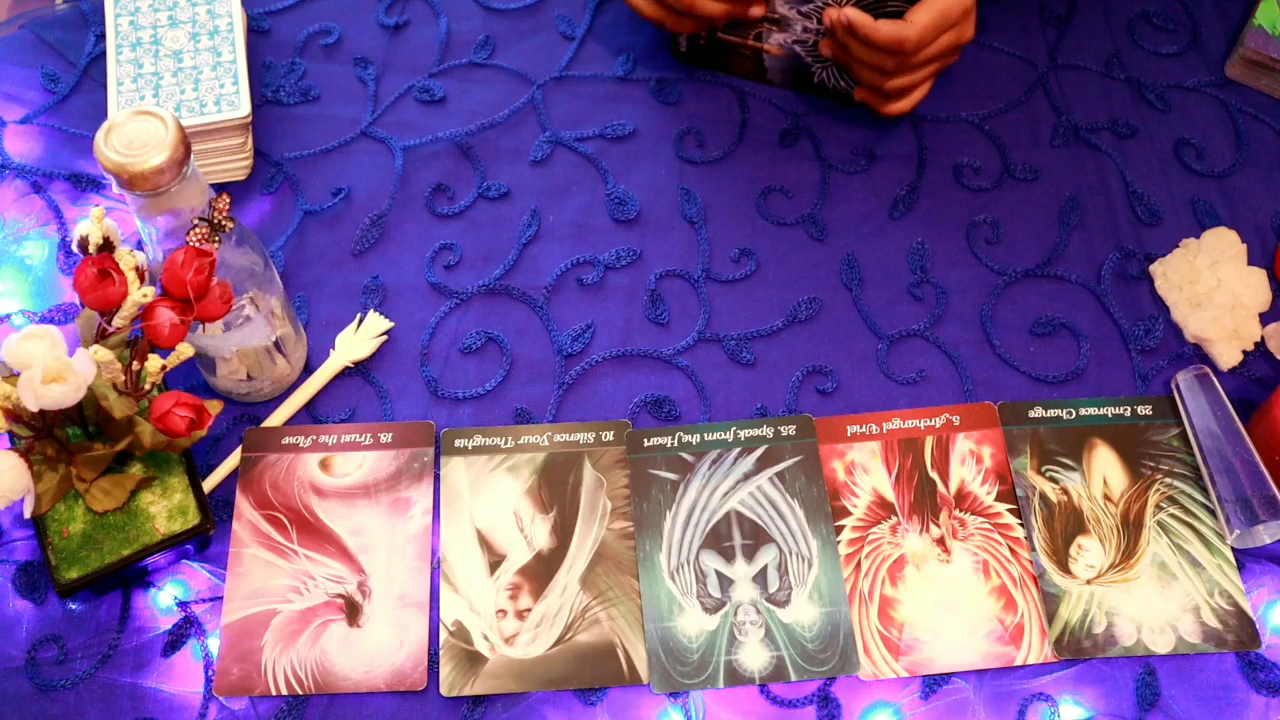 18. Trust the Flow
10. Silence Your Thoughts
25. Speak from the Heart
5. Archangel Uriel
29. Embrace Change